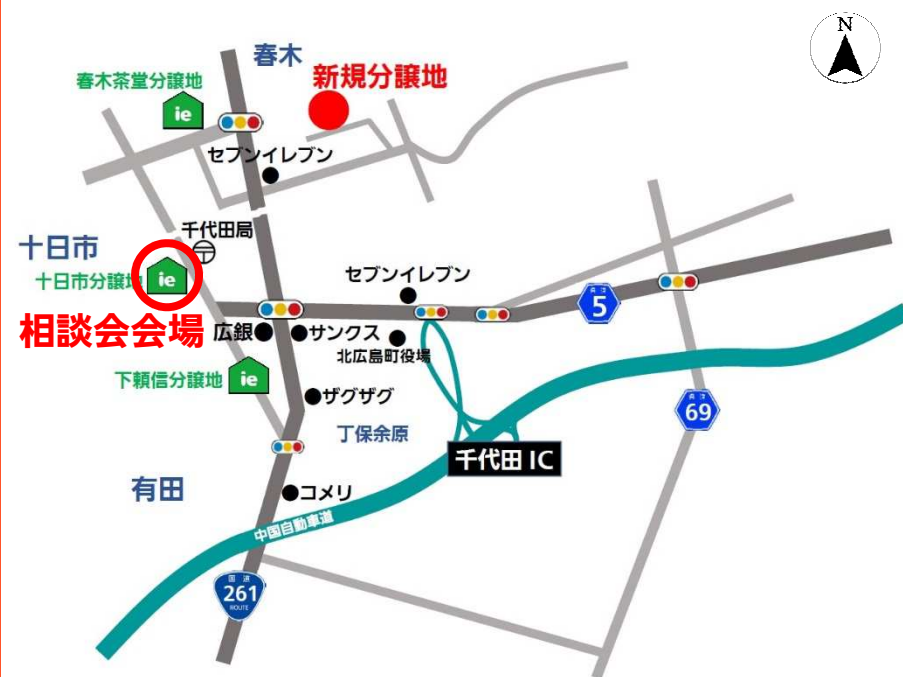 N
春木
新規分譲地
春木茶堂分譲地
ie
セブンイレブン
千代田局
十日市
十日市分譲地
ie
相談会会場
セブンイレブン
県道
5
広銀
サンクス
北広島町役場
下頼信分譲地
ie
ザグザグ
県道
69
丁保余原
千代田 IC
有田
コメリ
中国自動車道
国道
261
ROUTE